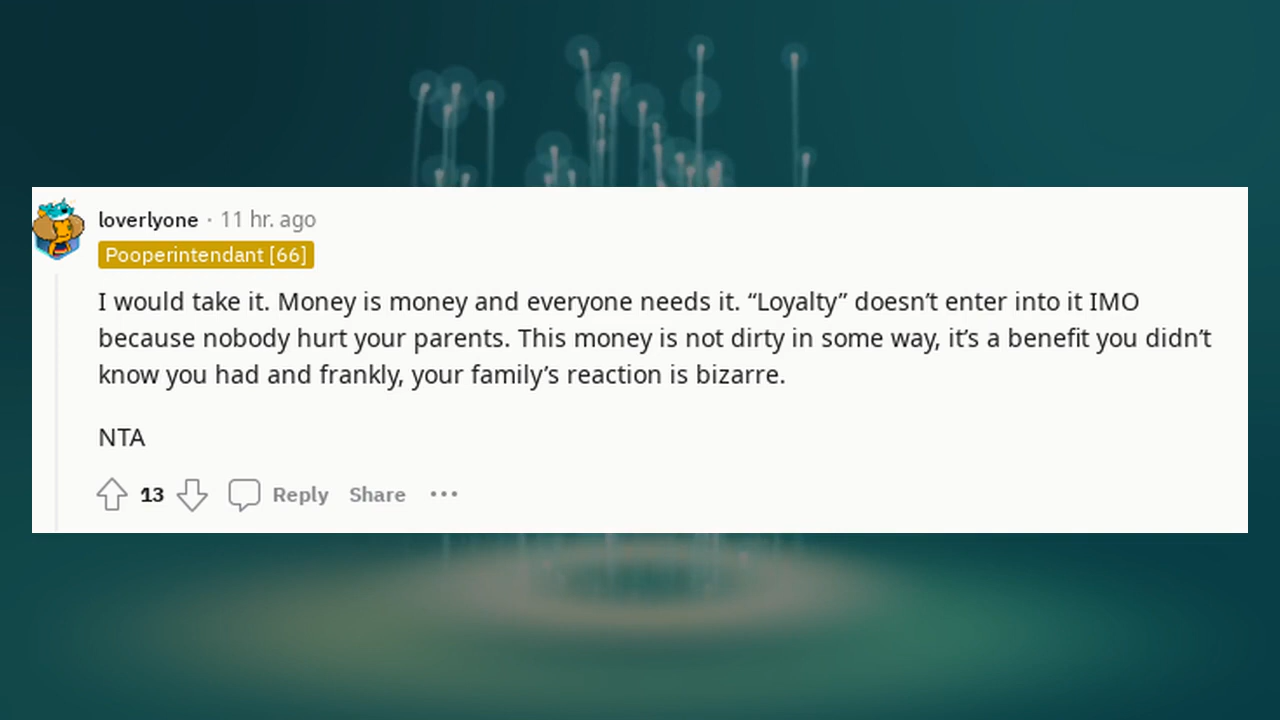 loverlyone · 11 hr. ago
Pooperintendant [66]
I would take it. Money is money and everyone needs it. “Loyalty” doesn’t enter into it IMO
because nobody hurt your parents. This money is not dirty in some way, it’s a benefit you didn’t
know you had and frankly, your family’s reaction is bizarre.
NTA
13 Reply Share ···